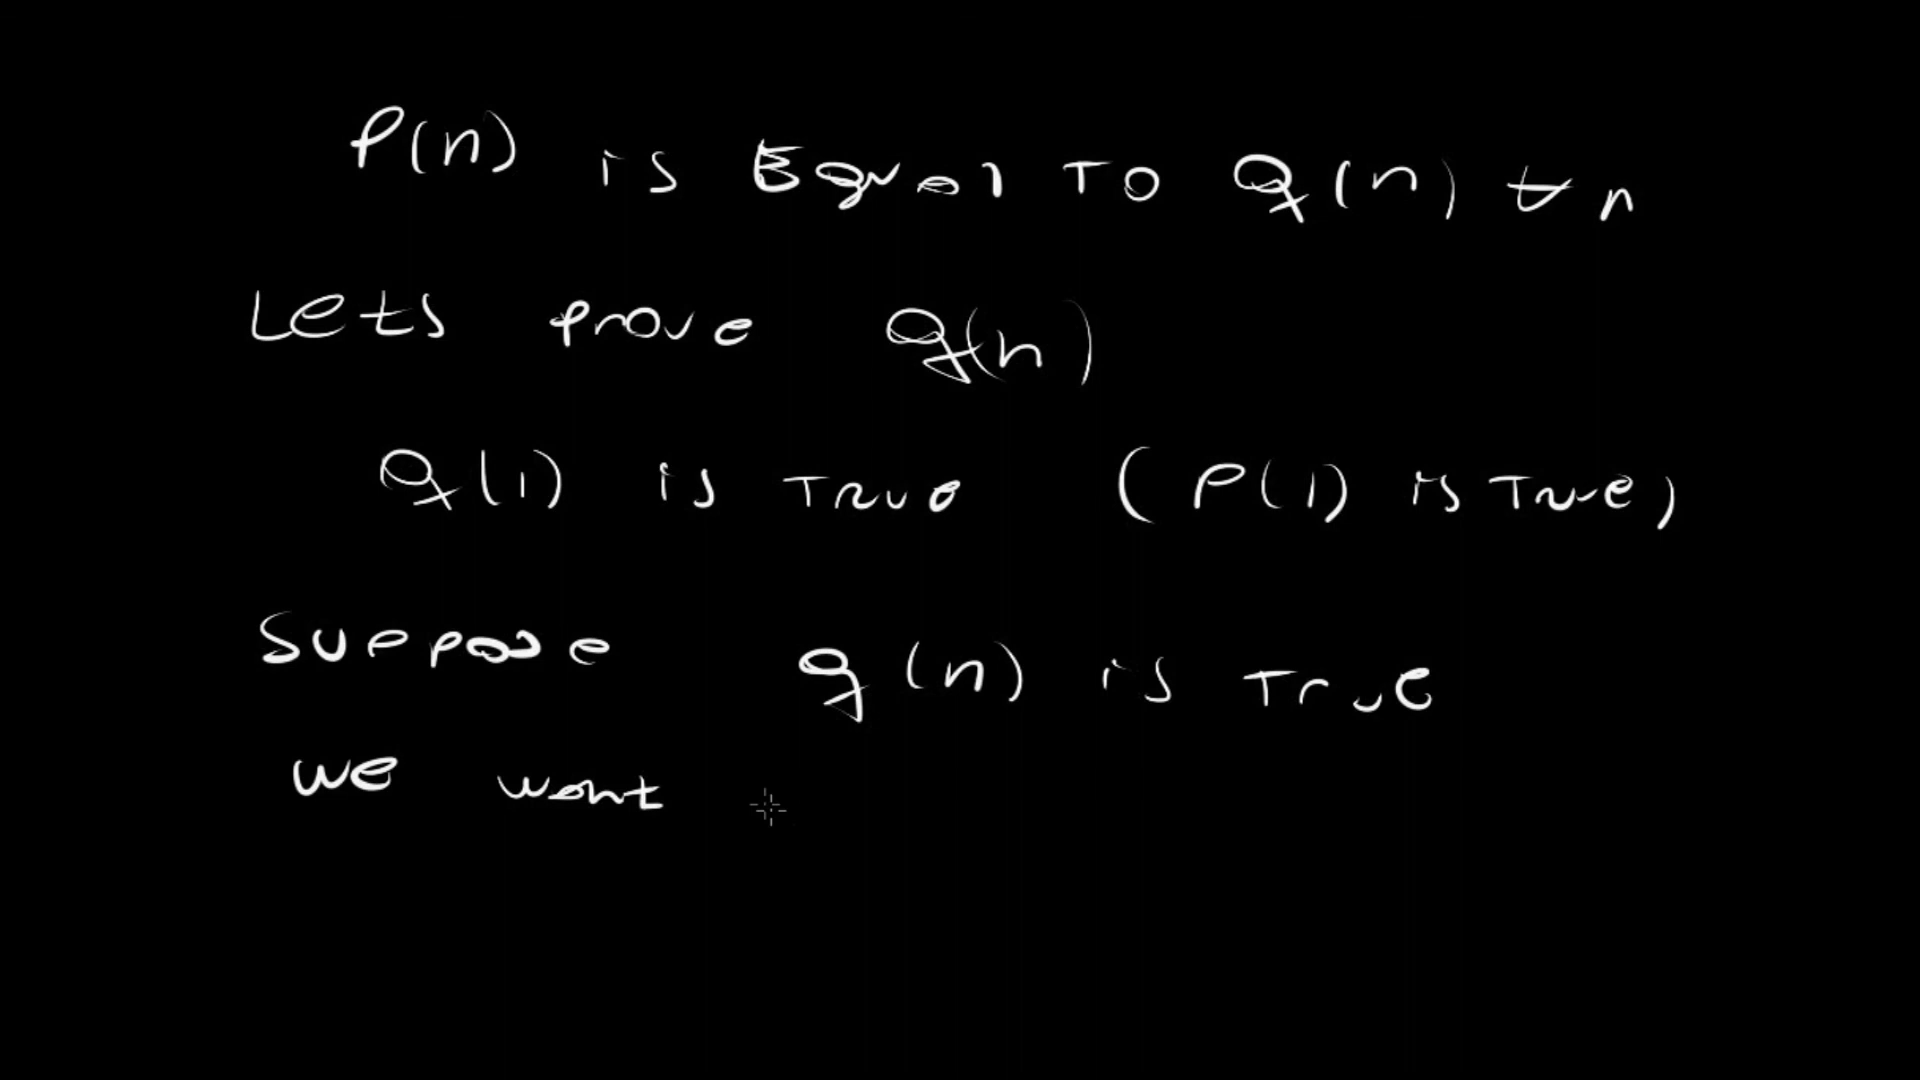 P(n) is Equal To Q(n) ∀ n
Lets prove Q(n)
Q(1) is True (P(1) is True)
Suppose Q(n) is True
we want